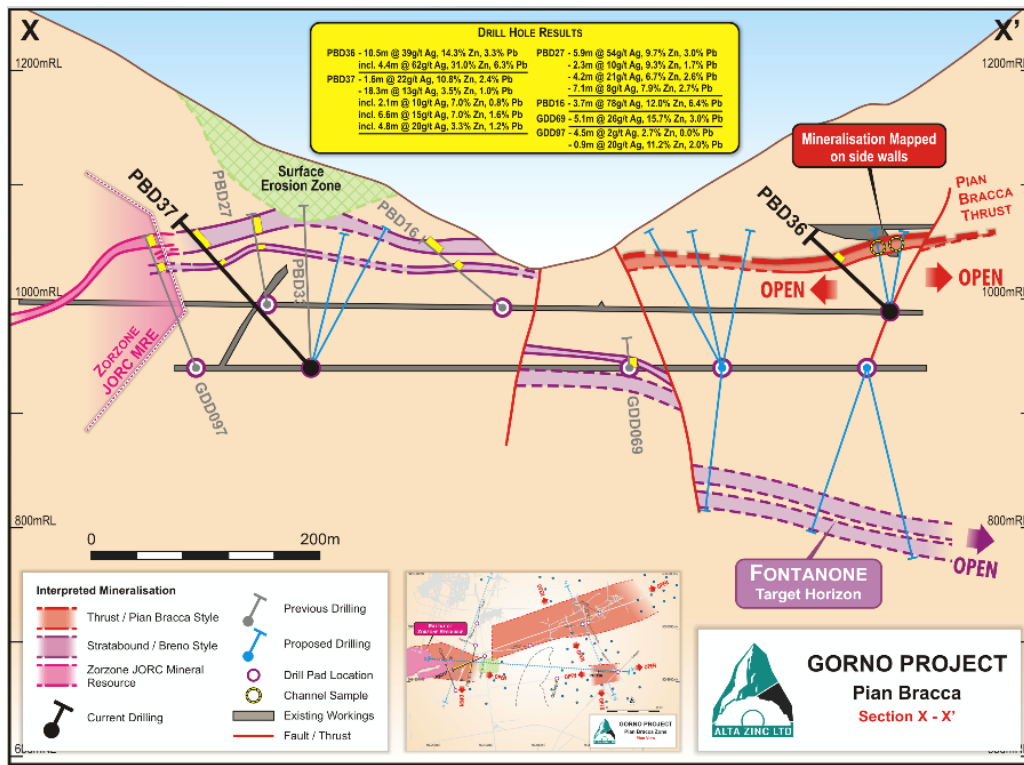 X
X'
1200mRL
1200mRL
DRILL HOLE RESULTS
PBD36 - 10.5m @ 39g/t Ag, 14.3% Zn, 3.3% Pb
incl. 4.4m @ 62g/t Ag, 31.0% Zn, 6.3% Pb
PBD37 - 1.6m @ 22g/t Ag, 10.8% Zn, 2.4% Pb
- 18.3m @ 13g/t Ag, 3.5% Zn, 1.0% Pb
incl. 2.1m @ 10g/t Ag, 7.0% Zn, 0.8% Pb
incl. 6.6m @ 15g/t Ag, 7.0% Zn, 1.6% Pb
incl. 4.8m @ 20g/t Ag, 3.3% Zn, 1.2% Pb
PBD27 - 5.9m @ 54g/t Ag, 9.7% Zn, 3.0% Pb
- 2.3m @ 10g/t Ag, 9.3% Zn, 1.7% Pb
- 4.2m @ 21g/t Ag, 6.7% Zn, 2.6% Pb
- 7.1m @ 8g/t Ag, 7.9% Zn, 2.7% Pb
PBD16 - 3.7m @ 78g/t Ag, 12.0% Zn, 6.4% Pb
GDD69 - 5.1m @ 26g/t Ag, 15.7% Zn, 3.0% Pb
GDD97 - 4.5m @ 2g/t Ag, 2.7% Zn, 0.0% Pb
- 0.9m @ 20g/t Ag, 11.2% Zn, 2.0% Pb
Mineralisation Mapped
on side walls
Surface
Erosion Zone
PIAN
BRACCA
THRUST
PBD37
PBD27
PBD33
PBD16
PBD36
OPEN
OPEN
1000mRL
1000mRL
ZORZONE
JORC MRE
GDD097
GDD069
800mRL
800mRL
0
200m
FONTANONE
Target Horizon
OPEN
Interpreted Mineralisation
Thrust / Pian Bracca Style
Stratabound / Breno Style
Zorzone JORC Mineral
Resource
Current Drilling
Previous Drilling
Proposed Drilling
Drill Pad Location
Channel Sample
Existing Workings
Fault / Thrust
GORNO PROJECT
Pian Bracca Zone
Plan View
ALTA ZINC LTD
GORNO PROJECT
Pian Bracca
Section X - X'